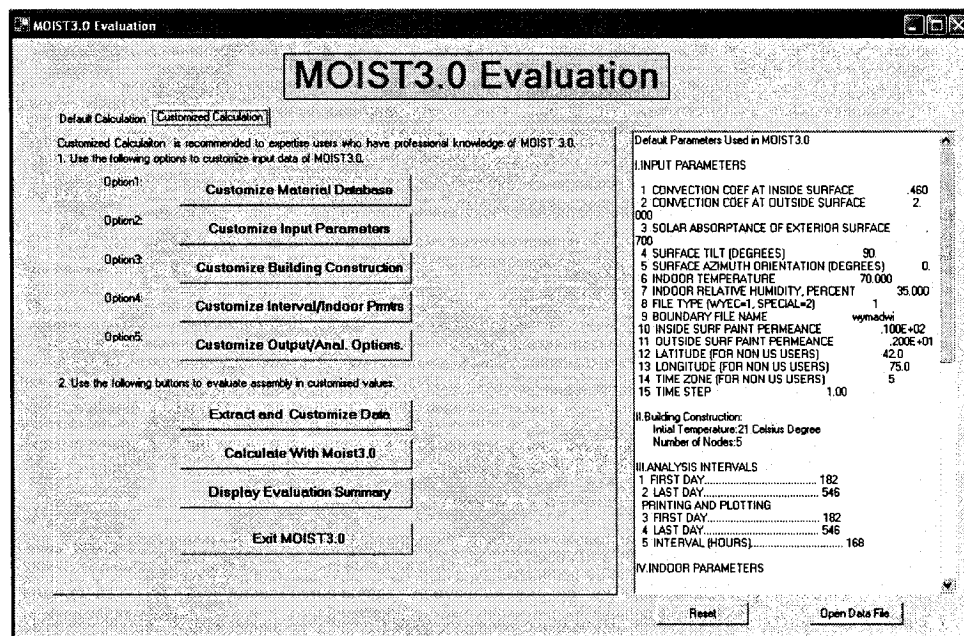 MOIST3.0 Evaluation
MOIST3.0 Evaluation
Default Calculation Customized Calculation
Customized Calculaiton is recommended to expertise users who have professional knowledge of MOIST 3.0.
1. Use the following options to customize input data of MOIST3.0.
Option1:
Customize Material Database
Option2:
Customize Input Parameters
Option3:
Customize Building Construction
Option4:
Customize Interval/Indoor Prmtrs
Option5:
Customize Output/Anal. Options.
2. Use the following buttons to evaluate assembly in customised values.
Extract and Customize Data
Calculate With Moist3.0
Display Evaluation Summary
Exit MOIST3.0
Default Parameters Used in MOIST3.0
I.INPUT PARAMETERS
1 CONVECTION COEF AT INSIDE SURFACE .460
2 CONVECTION COEF AT OUTSIDE SURFACE 2.
000
3 SOLAR ABSORPTANCE OF EXTERIOR SURFACE .
700
4 SURFACE TILT (DEGREES) 90.
5 SURFACE AZIMUTH ORIENTATION (DEGREES) 0.
6 INDOOR TEMPERATURE 70.000
7 INDOOR RELATIVE HUMIDITY, PERCENT 35.000
8 FILE TYPE (WYEC=1, SPECIAL=2) 1
9 BOUNDARY FILE NAME wymadwi
10 INSIDE SURF PAINT PERMEANCE .100E+02
11 OUTSIDE SURF PAINT PERMEANCE .200E+01
12 LATITUDE (FOR NON US USERS) 42.0
13 LONGITUDE (FOR NON US USERS) 75.0
14 TIME ZONE (FOR NON US USERS) 5
15 TIME STEP 1.00
II.Building Construction:
Intial Temperature:21 Celsius Degree
Number of Nodes:5
III.ANALYSIS INTERVALS
1 FIRST DAY........................................ 182
2 LAST DAY......................................... 546
PRINTING AND PLOTTING
3 FIRST DAY........................................ 182
4 LAST DAY......................................... 546
5 INTERVAL (HOURS)................................. 168
IV.INDOOR PARAMETERS
Reset
Open Data File